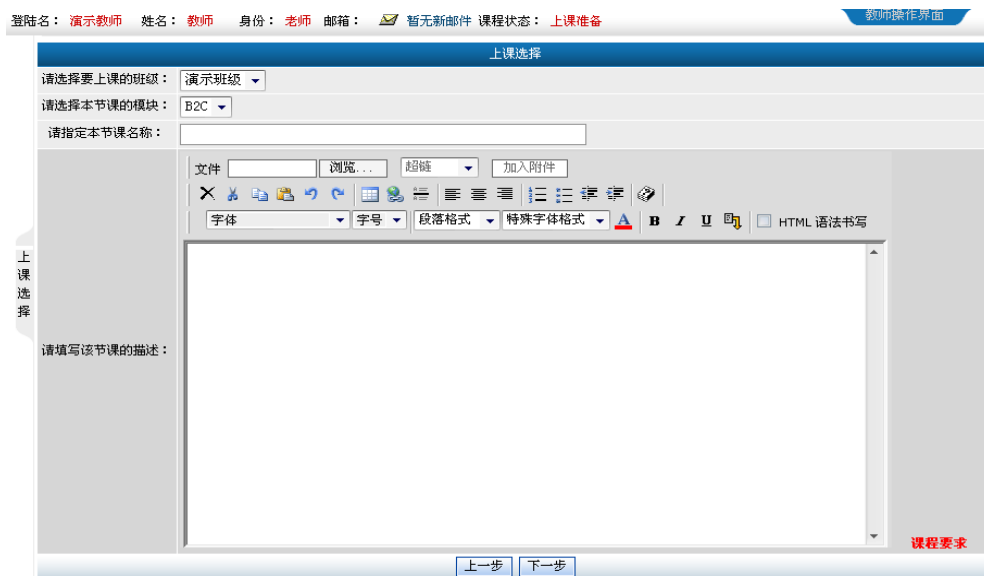 登陆名： 演示教师 姓名： 教师 身份： 老师 邮箱： 暂无新邮件 课程状态： 上课准备
教师操作界面
上课选择
请选择要上课的班级： 演示班级
请选择本节课的模块： B2C
请指定本节课名称：
文件 浏览... 超链 加入附件
字体 字号 段落格式 特殊字体格式 A B I U HTML 语法书写
上课选择
请填写该节课的描述：
课程要求
上一步 下一步